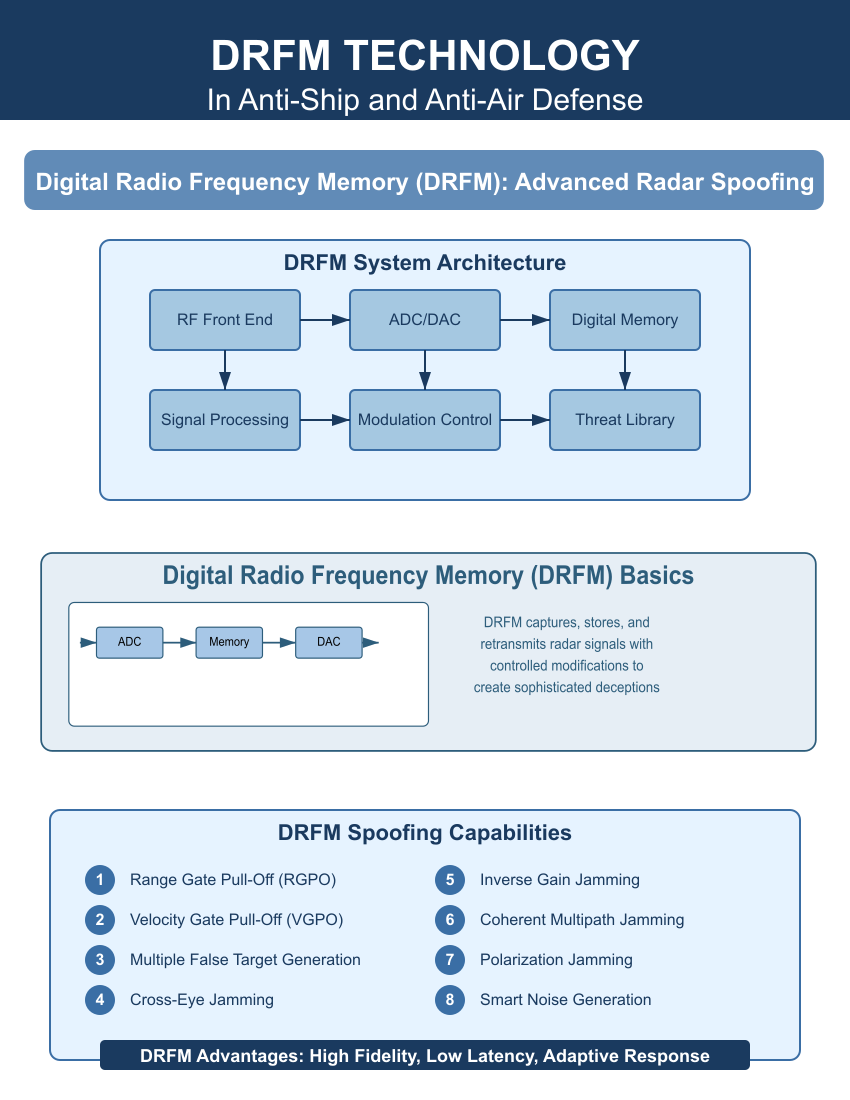 DRFM TECHNOLOGY
In Anti-Ship and Anti-Air Defense
Digital Radio Frequency Memory (DRFM): Advanced Radar Spoofing
DRFM System Architecture
RF Front End
ADC/DAC
Digital Memory
Signal Processing
Modulation Control
Threat Library
Digital Radio Frequency Memory (DRFM) Basics
ADC
Memory
DAC
DRFM captures, stores, and
retransmits radar signals with
controlled modifications to
create sophisticated deceptions
DRFM Spoofing Capabilities
1 Range Gate Pull-Off (RGPO)
2 Velocity Gate Pull-Off (VGPO)
3 Multiple False Target Generation
4 Cross-Eye Jamming
5 Inverse Gain Jamming
6 Coherent Multipath Jamming
7 Polarization Jamming
8 Smart Noise Generation
DRFM Advantages: High Fidelity, Low Latency, Adaptive Response